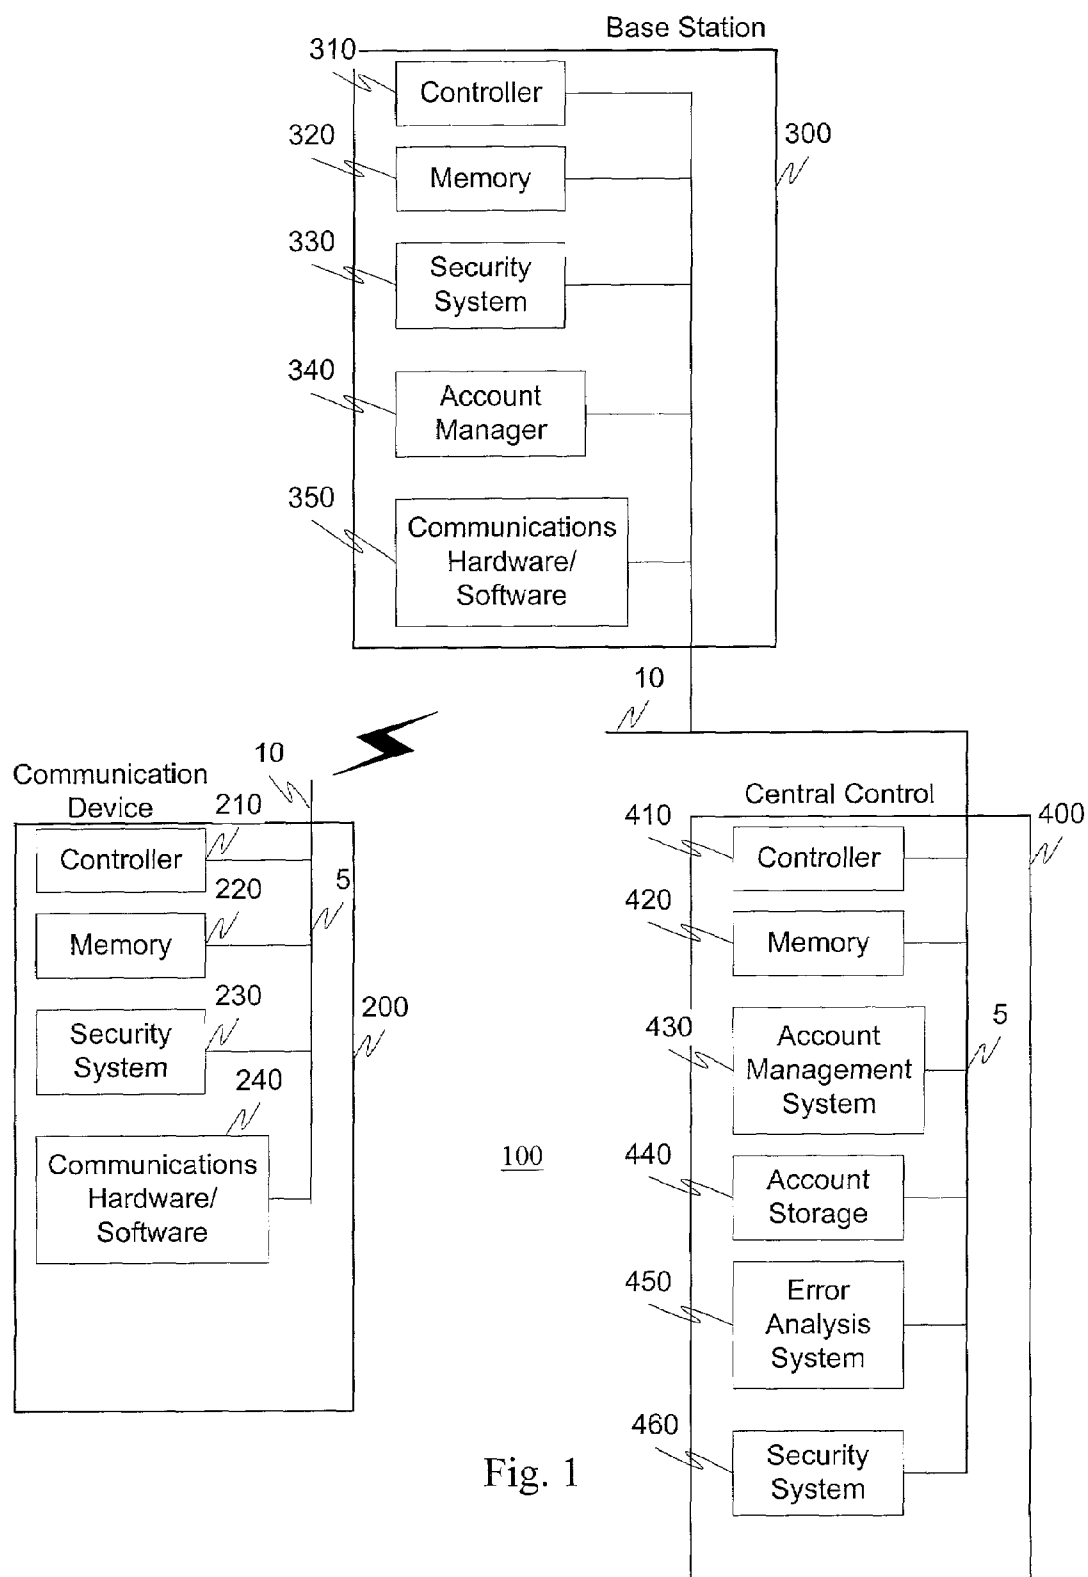 Base Station
310
Controller
320
Memory
300
330
Security
System
340
Account
Manager
350
Communications
Hardware/
Software
10
10
Communication
Device
210
Controller
220
Memory
5
230
Security
System
200
240
Communications
Hardware/
Software
100
Central Control
410
400
Controller
420
Memory
430
Account
Management
System
5
440
Account
Storage
450
Error
Analysis
System
460
Security
System
Fig. 1